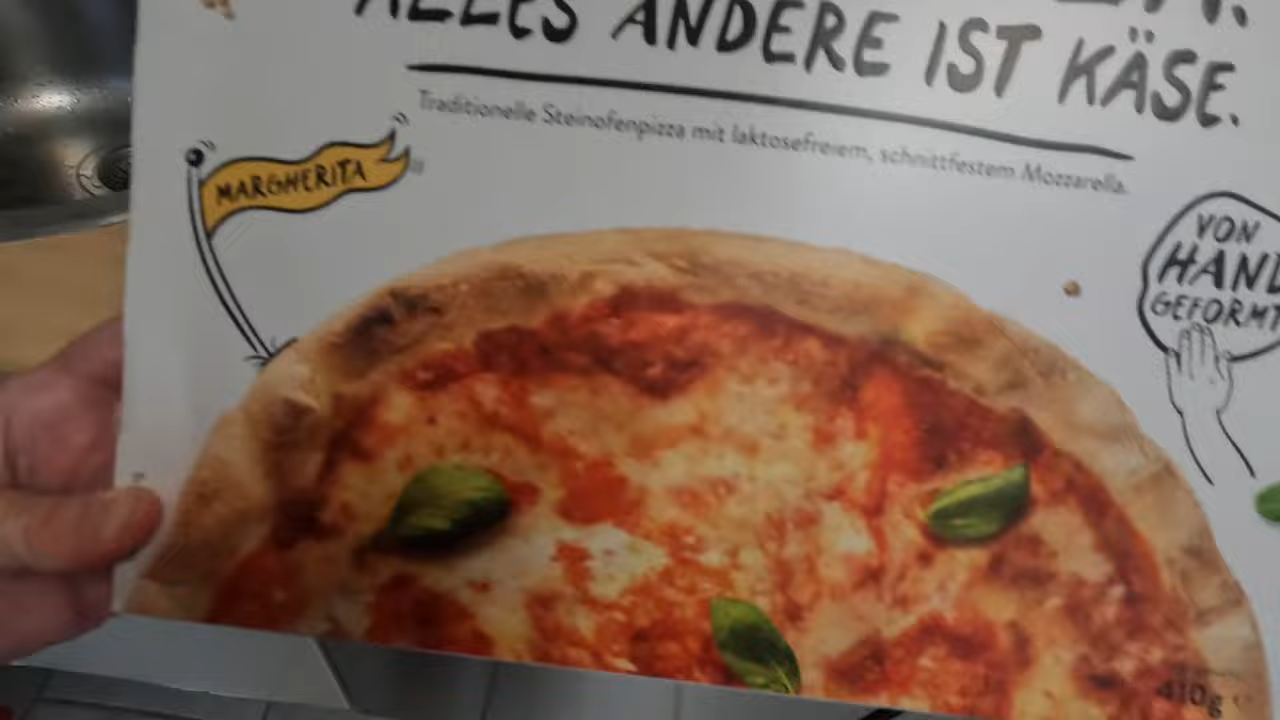 ALLES ANDERE IST KÄSE.
Traditionelle Steinofenpizza mit laktosefreiem, schnittfestem Mozzarella.
MARGHERITA
VON
HAND
GEFORMT
410g